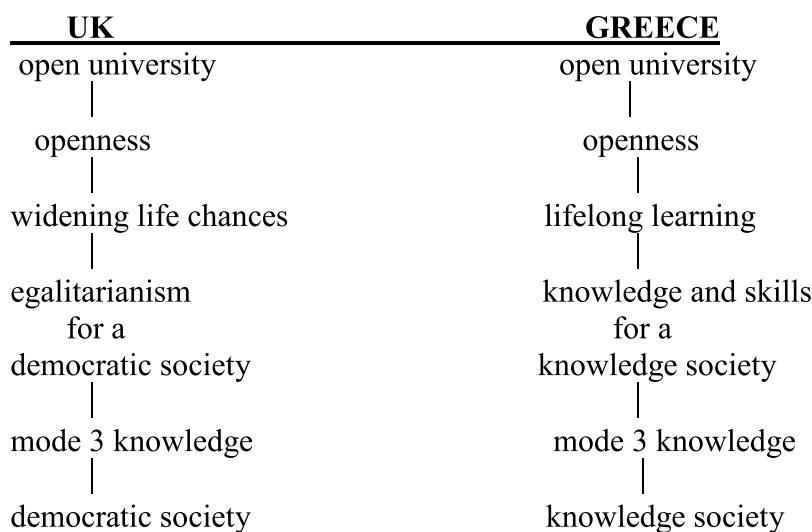 UK GREECE
open university open university
openness openness
widening life chances lifelong learning
egalitarianism knowledge and skills
for a for a
democratic society knowledge society
mode 3 knowledge mode 3 knowledge
democratic society knowledge society